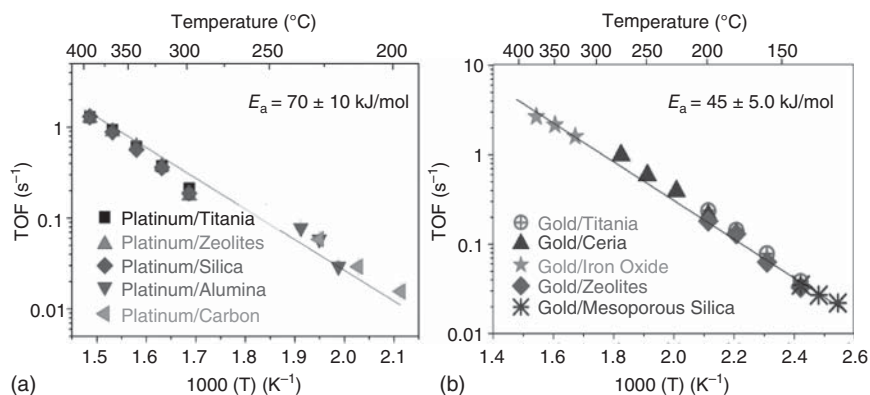 Temperature (°C)
400 350 300 250 200
TOF (s⁻¹)
1
0.1
0.01
Eₐ = 70 ± 10 kJ/mol
Platinum/Titania
Platinum/Zeolites
Platinum/Silica
Platinum/Alumina
Platinum/Carbon
1.5 1.6 1.7 1.8 1.9 2.0 2.1
(a) 1000 (T) (K⁻¹)
Temperature (°C)
400 350 300 250 200 150
TOF (s⁻¹)
10
1
0.1
0.01
Eₐ = 45 ± 5.0 kJ/mol
Gold/Titania
Gold/Ceria
Gold/Iron Oxide
Gold/Zeolites
Gold/Mesoporous Silica
1.4 1.6 1.8 2.0 2.2 2.4 2.6
(b) 1000 (T) (K⁻¹)